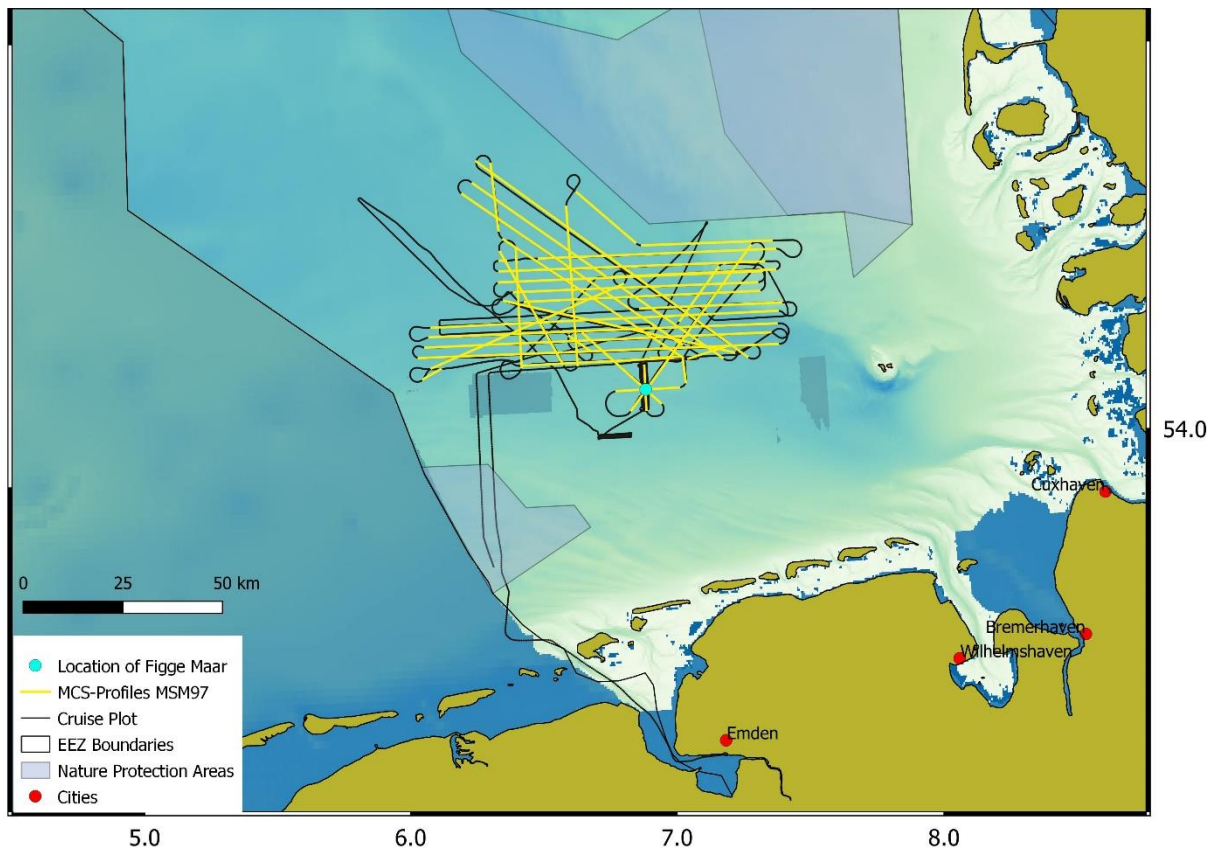 54.0
Cuxhaven
0 25 50 km
Bremerhaven
Wilhelmshaven
Location of Figge Maar
MCS-Profiles MSM97
Cruise Plot
EEZ Boundaries
Nature Protection Areas
Cities
Emden
5.0 6.0 7.0 8.0